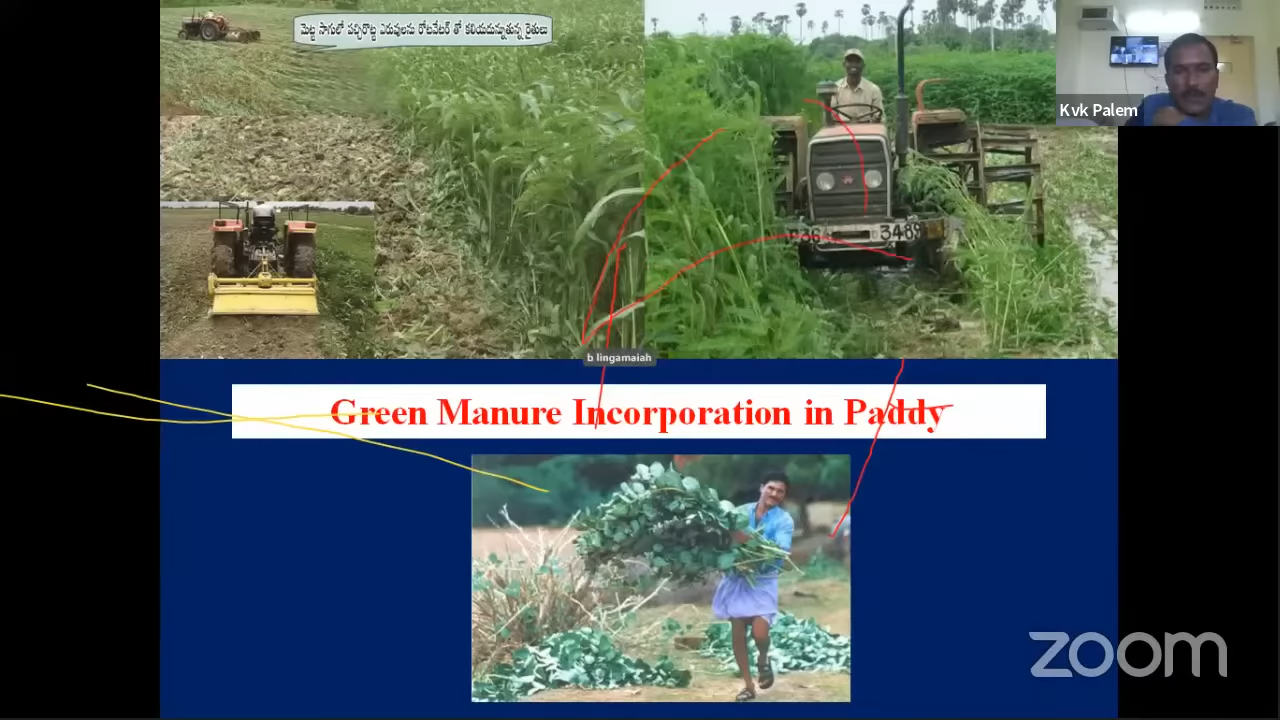 మెట్ట సాగులో పచ్చిరొట్ట ఎరువులను రోటవేటర్ తో కలియదున్నుతున్న రైతులు
Kvk Palem
3489
b lingamaiah
Green Manure Incorporation in Paddy
zoom